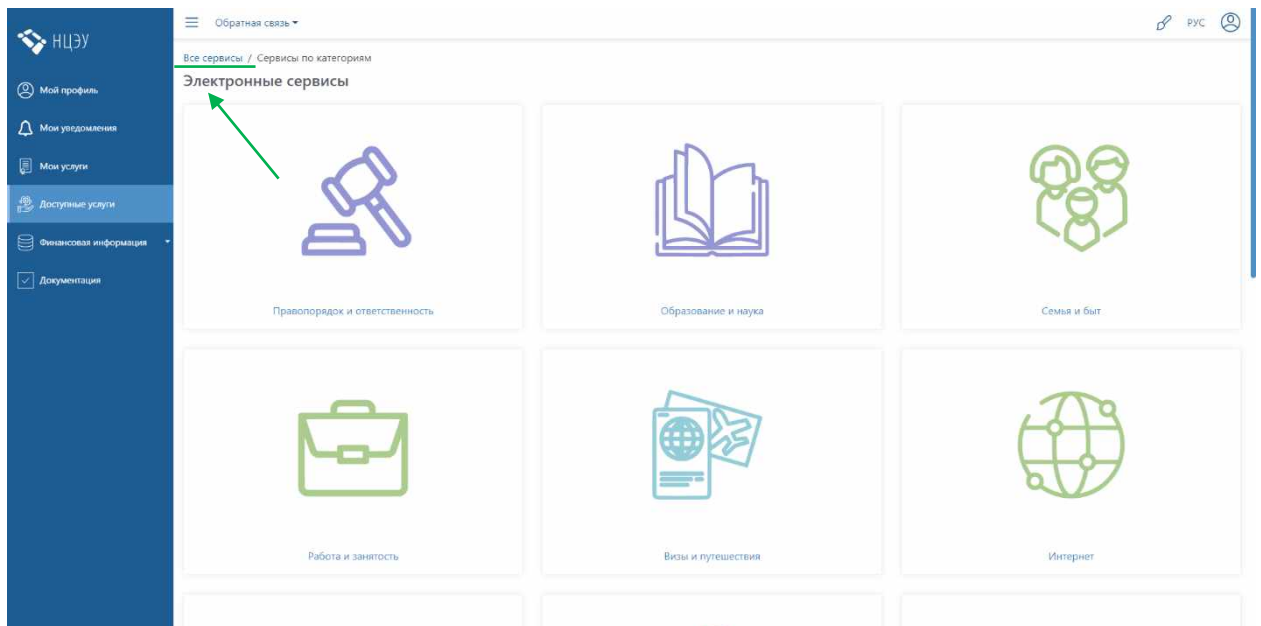 НЦЭУ
Обратная связь
РУС
Мой профиль
Мои уведомления
Мои услуги
Доступные услуги
Финансовая информация
Документация
Все сервисы / Сервисы по категориям
Электронные сервисы
Правопорядок и ответственность
Образование и наука
Семья и быт
Работа и занятость
Визы и путешествия
Интернет